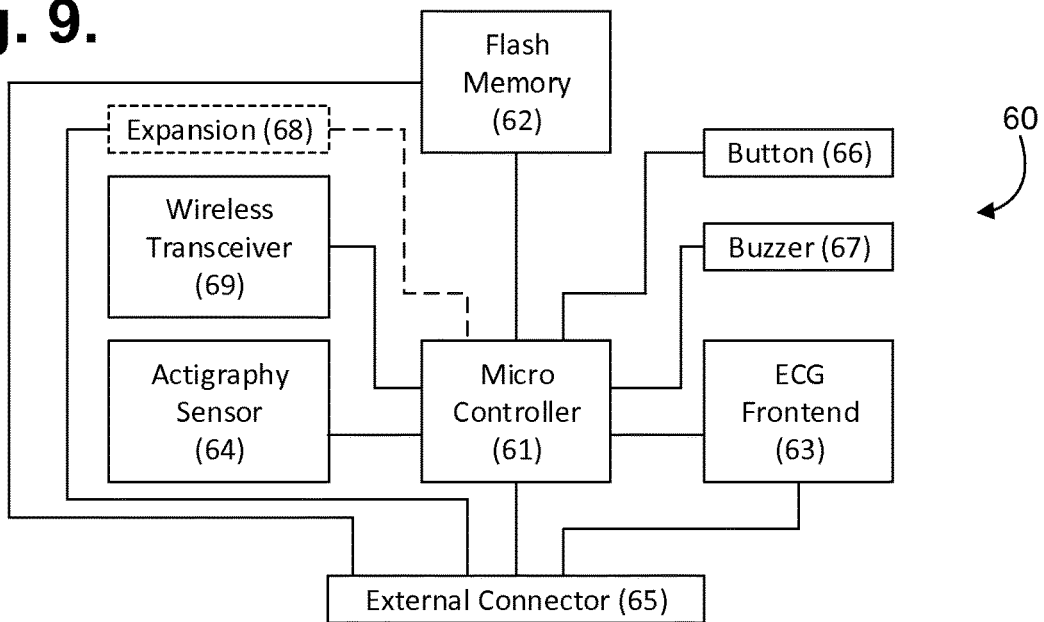 g. 9.
Flash
Memory
(62)
Expansion (68)
60
Button (66)
Wireless
Transceiver
(69)
Buzzer (67)
Actigraphy
Sensor
(64)
Micro
Controller
(61)
ECG
Frontend
(63)
External Connector (65)